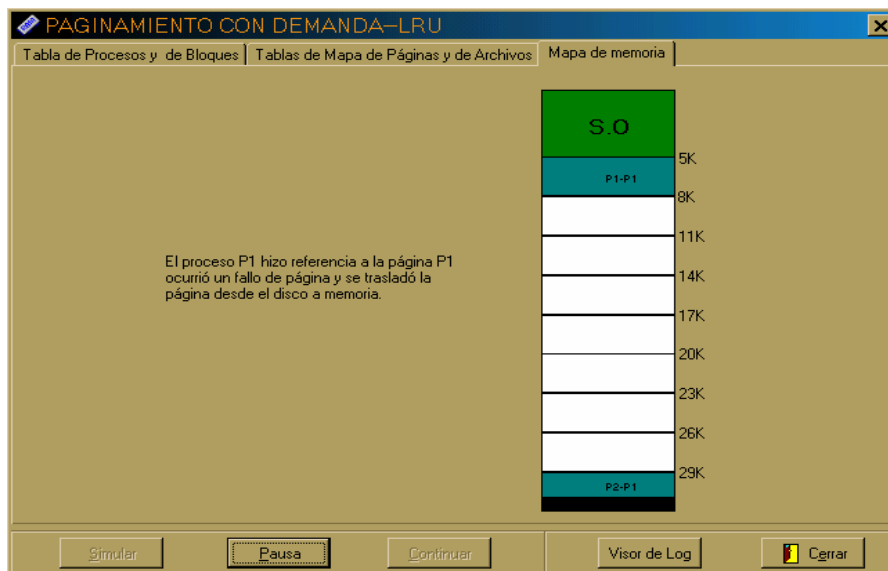 PAGINAMIENTO CON DEMANDA–LRU
Tabla de Procesos y de Bloques
Tablas de Mapa de Páginas y de Archivos
Mapa de memoria
S.O
5K
P1-P1
8K
11K
El proceso P1 hizo referencia a la página P1
ocurrió un fallo de página y se trasladó la
página desde el disco a memoria.
14K
17K
20K
23K
26K
29K
P2-P1
Simular
Pausa
Continuar
Visor de Log
Cerrar